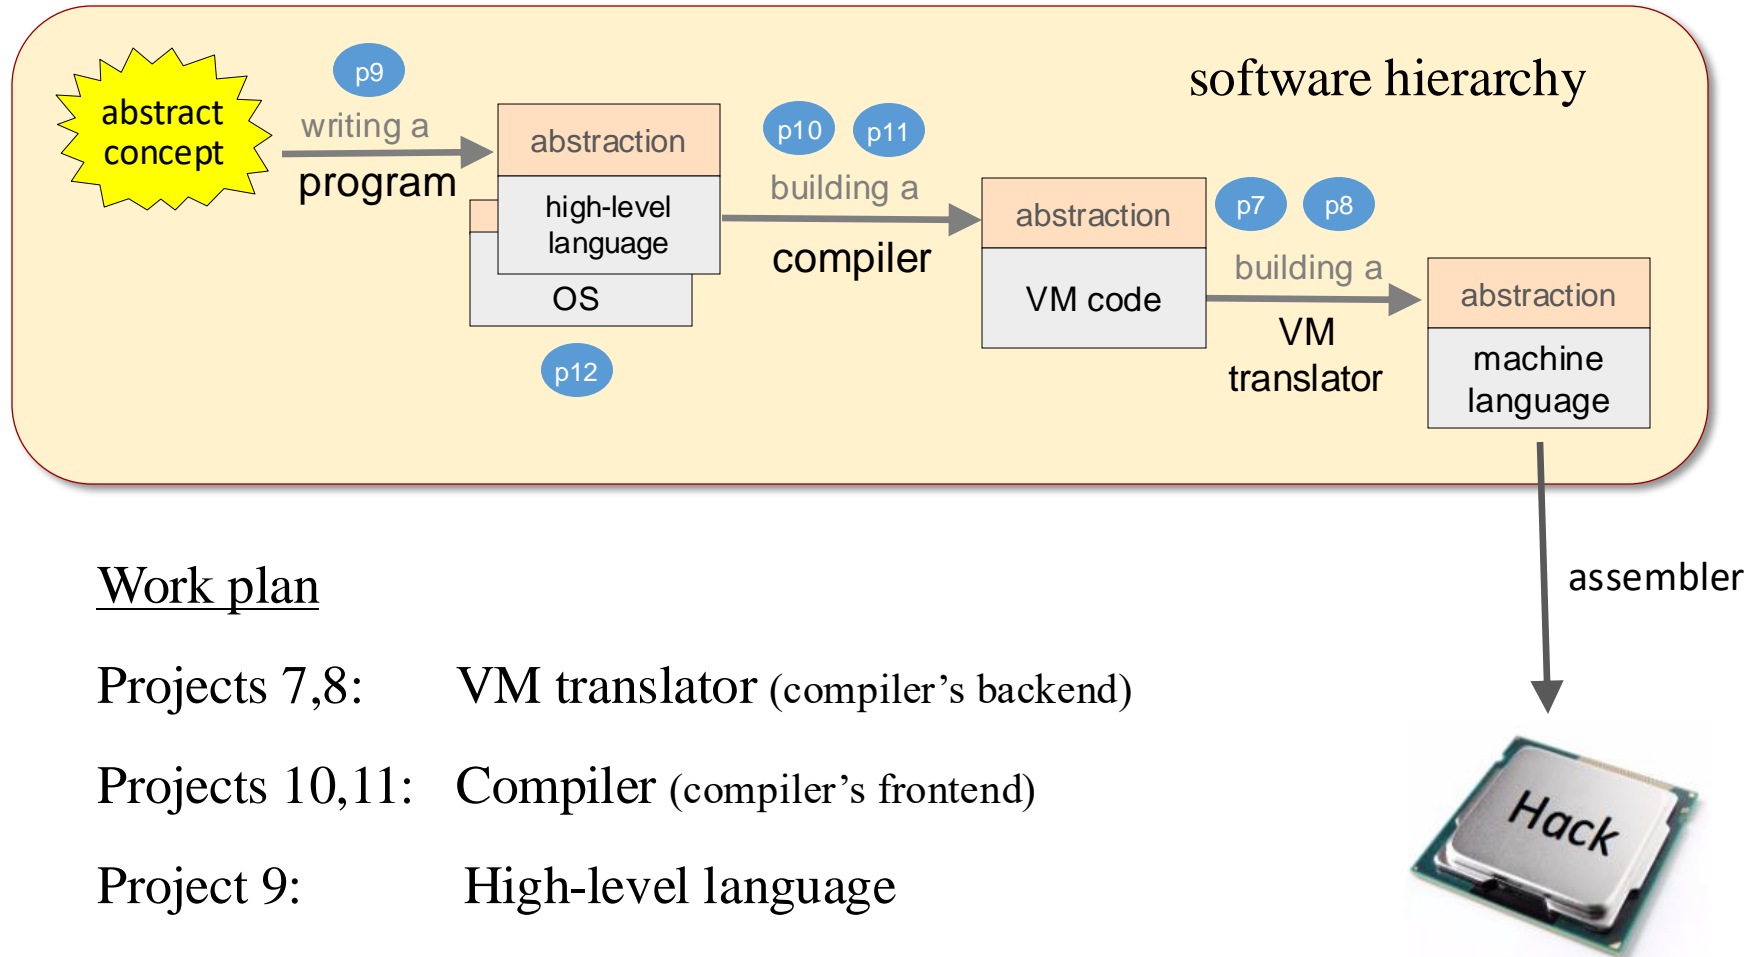 software hierarchy
abstract
concept
p9
writing a
program
abstraction
high-level
language
OS
p12
p10 p11
building a
compiler
abstraction
VM code
p7 p8
building a
VM
translator
abstraction
machine
language
assembler
Hack
Work plan
Projects 7,8: VM translator (compiler’s backend)
Projects 10,11: Compiler (compiler’s frontend)
Project 9: High-level language